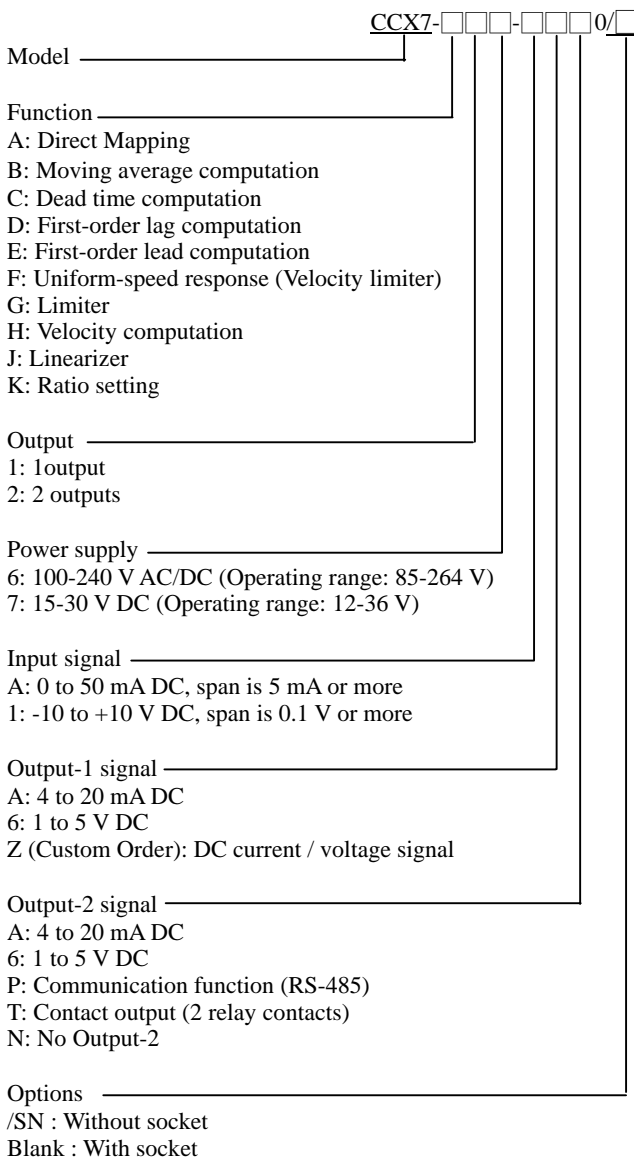 CCX7-□□□-□□□0/□
Model
Function
A: Direct Mapping
B: Moving average computation
C: Dead time computation
D: First-order lag computation
E: First-order lead computation
F: Uniform-speed response (Velocity limiter)
G: Limiter
H: Velocity computation
J: Linearizer
K: Ratio setting
Output
1: 1output
2: 2 outputs
Power supply
6: 100-240 V AC/DC (Operating range: 85-264 V)
7: 15-30 V DC (Operating range: 12-36 V)
Input signal
A: 0 to 50 mA DC, span is 5 mA or more
1: -10 to +10 V DC, span is 0.1 V or more
Output-1 signal
A: 4 to 20 mA DC
6: 1 to 5 V DC
Z (Custom Order): DC current / voltage signal
Output-2 signal
A: 4 to 20 mA DC
6: 1 to 5 V DC
P: Communication function (RS-485)
T: Contact output (2 relay contacts)
N: No Output-2
Options
/SN : Without socket
Blank : With socket